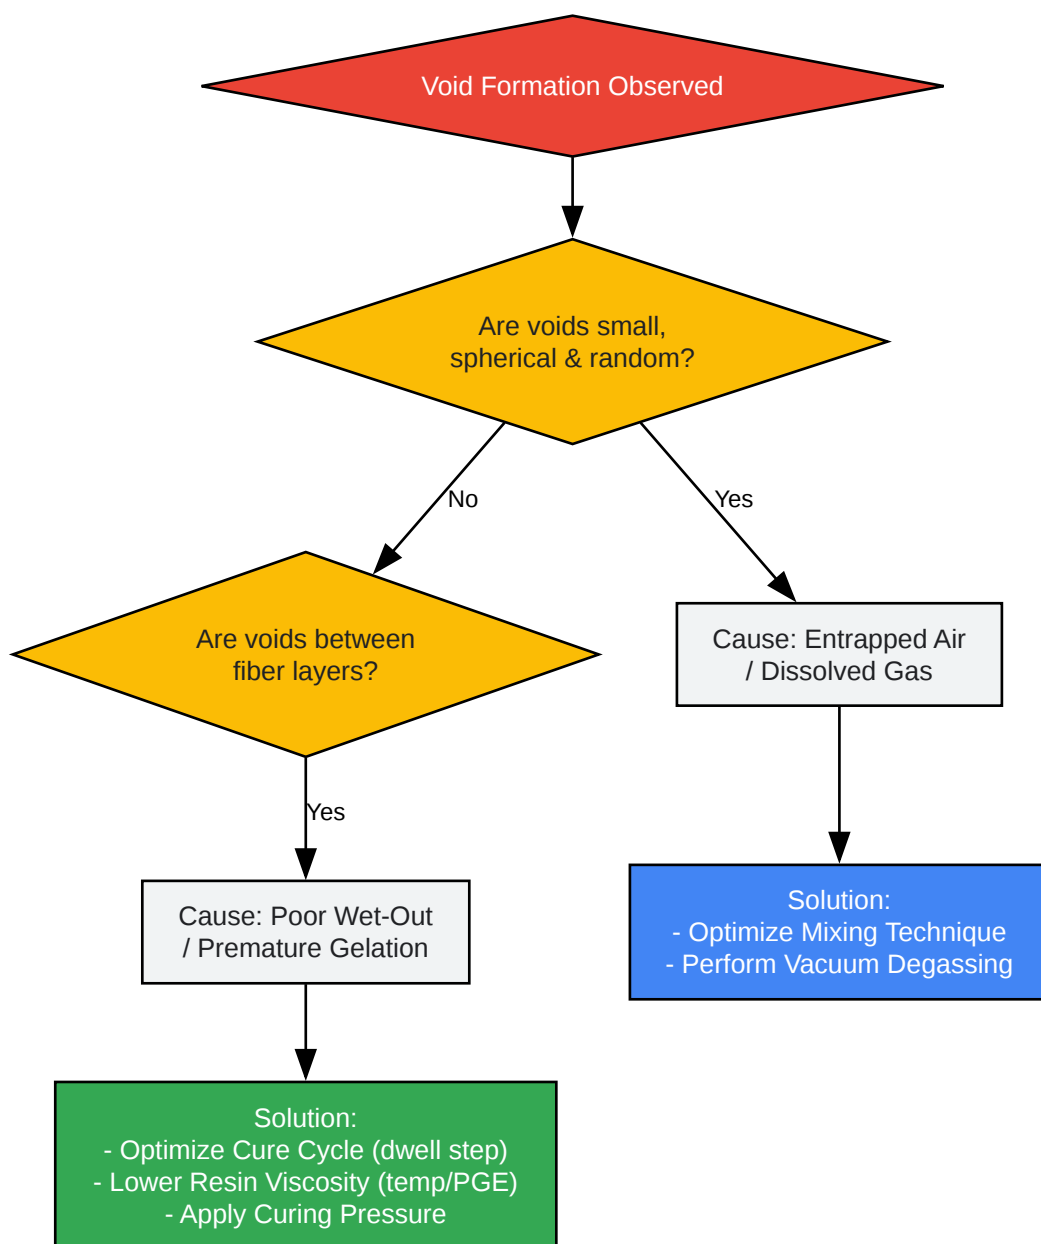 Void Formation Observed
Are voids small,
spherical & random?
No
Yes
Are voids between
fiber layers?
Cause: Entrapped Air
/ Dissolved Gas
Yes
Cause: Poor Wet-Out
/ Premature Gelation
Solution:
- Optimize Mixing Technique
- Perform Vacuum Degassing
Solution:
- Optimize Cure Cycle (dwell step)
- Lower Resin Viscosity (temp/PGE)
- Apply Curing Pressure